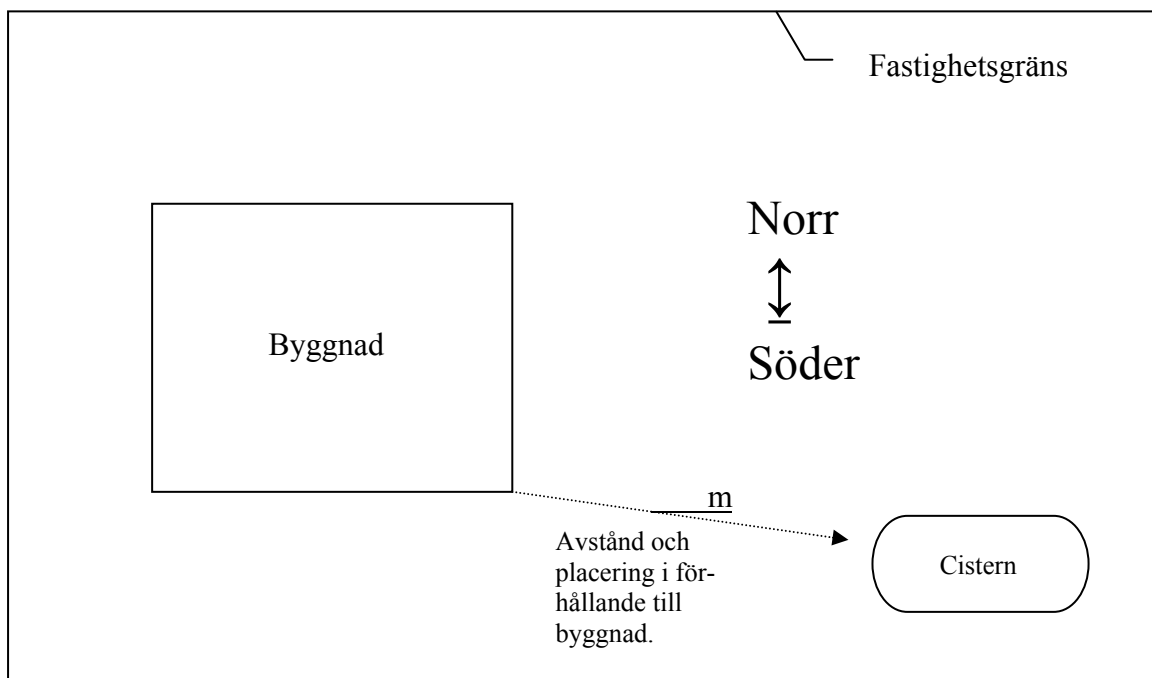 Fastighetsgräns
Norr
Byggnad
Söder
m
Avstånd och
placering i för-
hållande till
byggnad.
Cistern